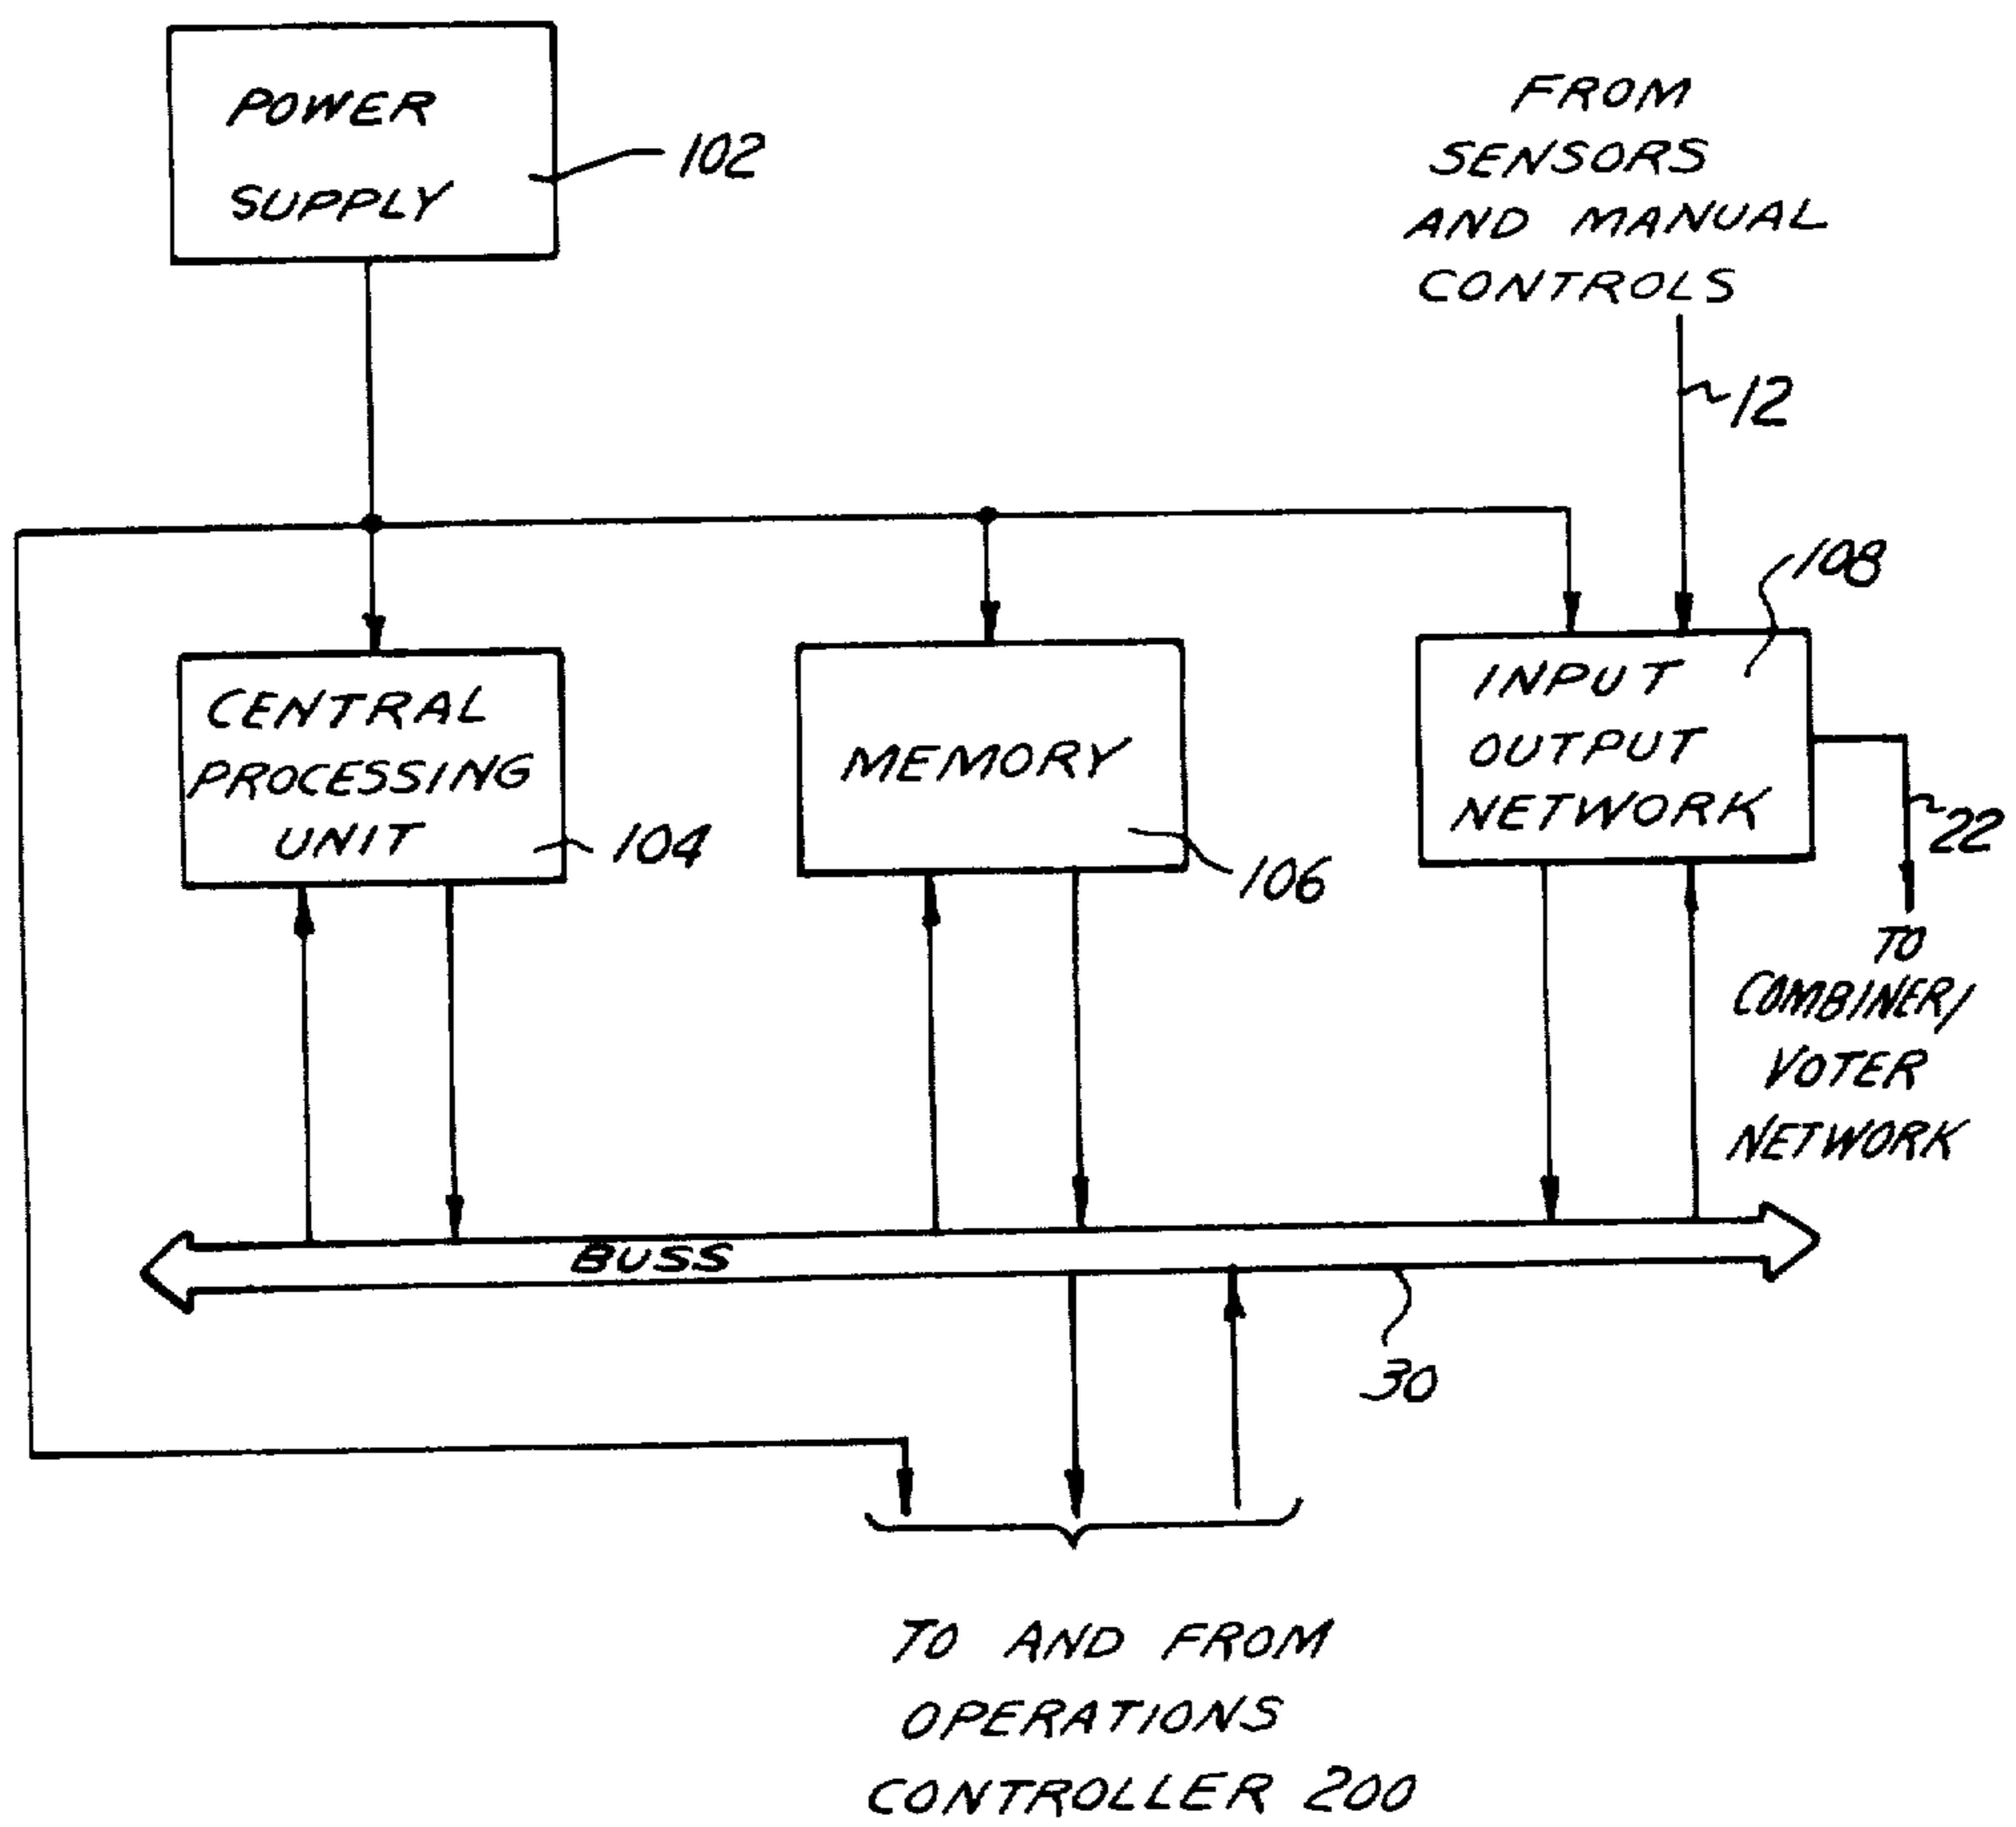 POWER
SUPPLY
102
FROM
SENSORS
AND MANUAL
CONTROLS
12
108
CENTRAL
PROCESSING
UNIT
104
MEMORY
106
INPUT
OUTPUT
NETWORK
22
TO
COMBINER/
VOTER
NETWORK
BUSS
30
TO AND FROM
OPERATIONS
CONTROLLER 200